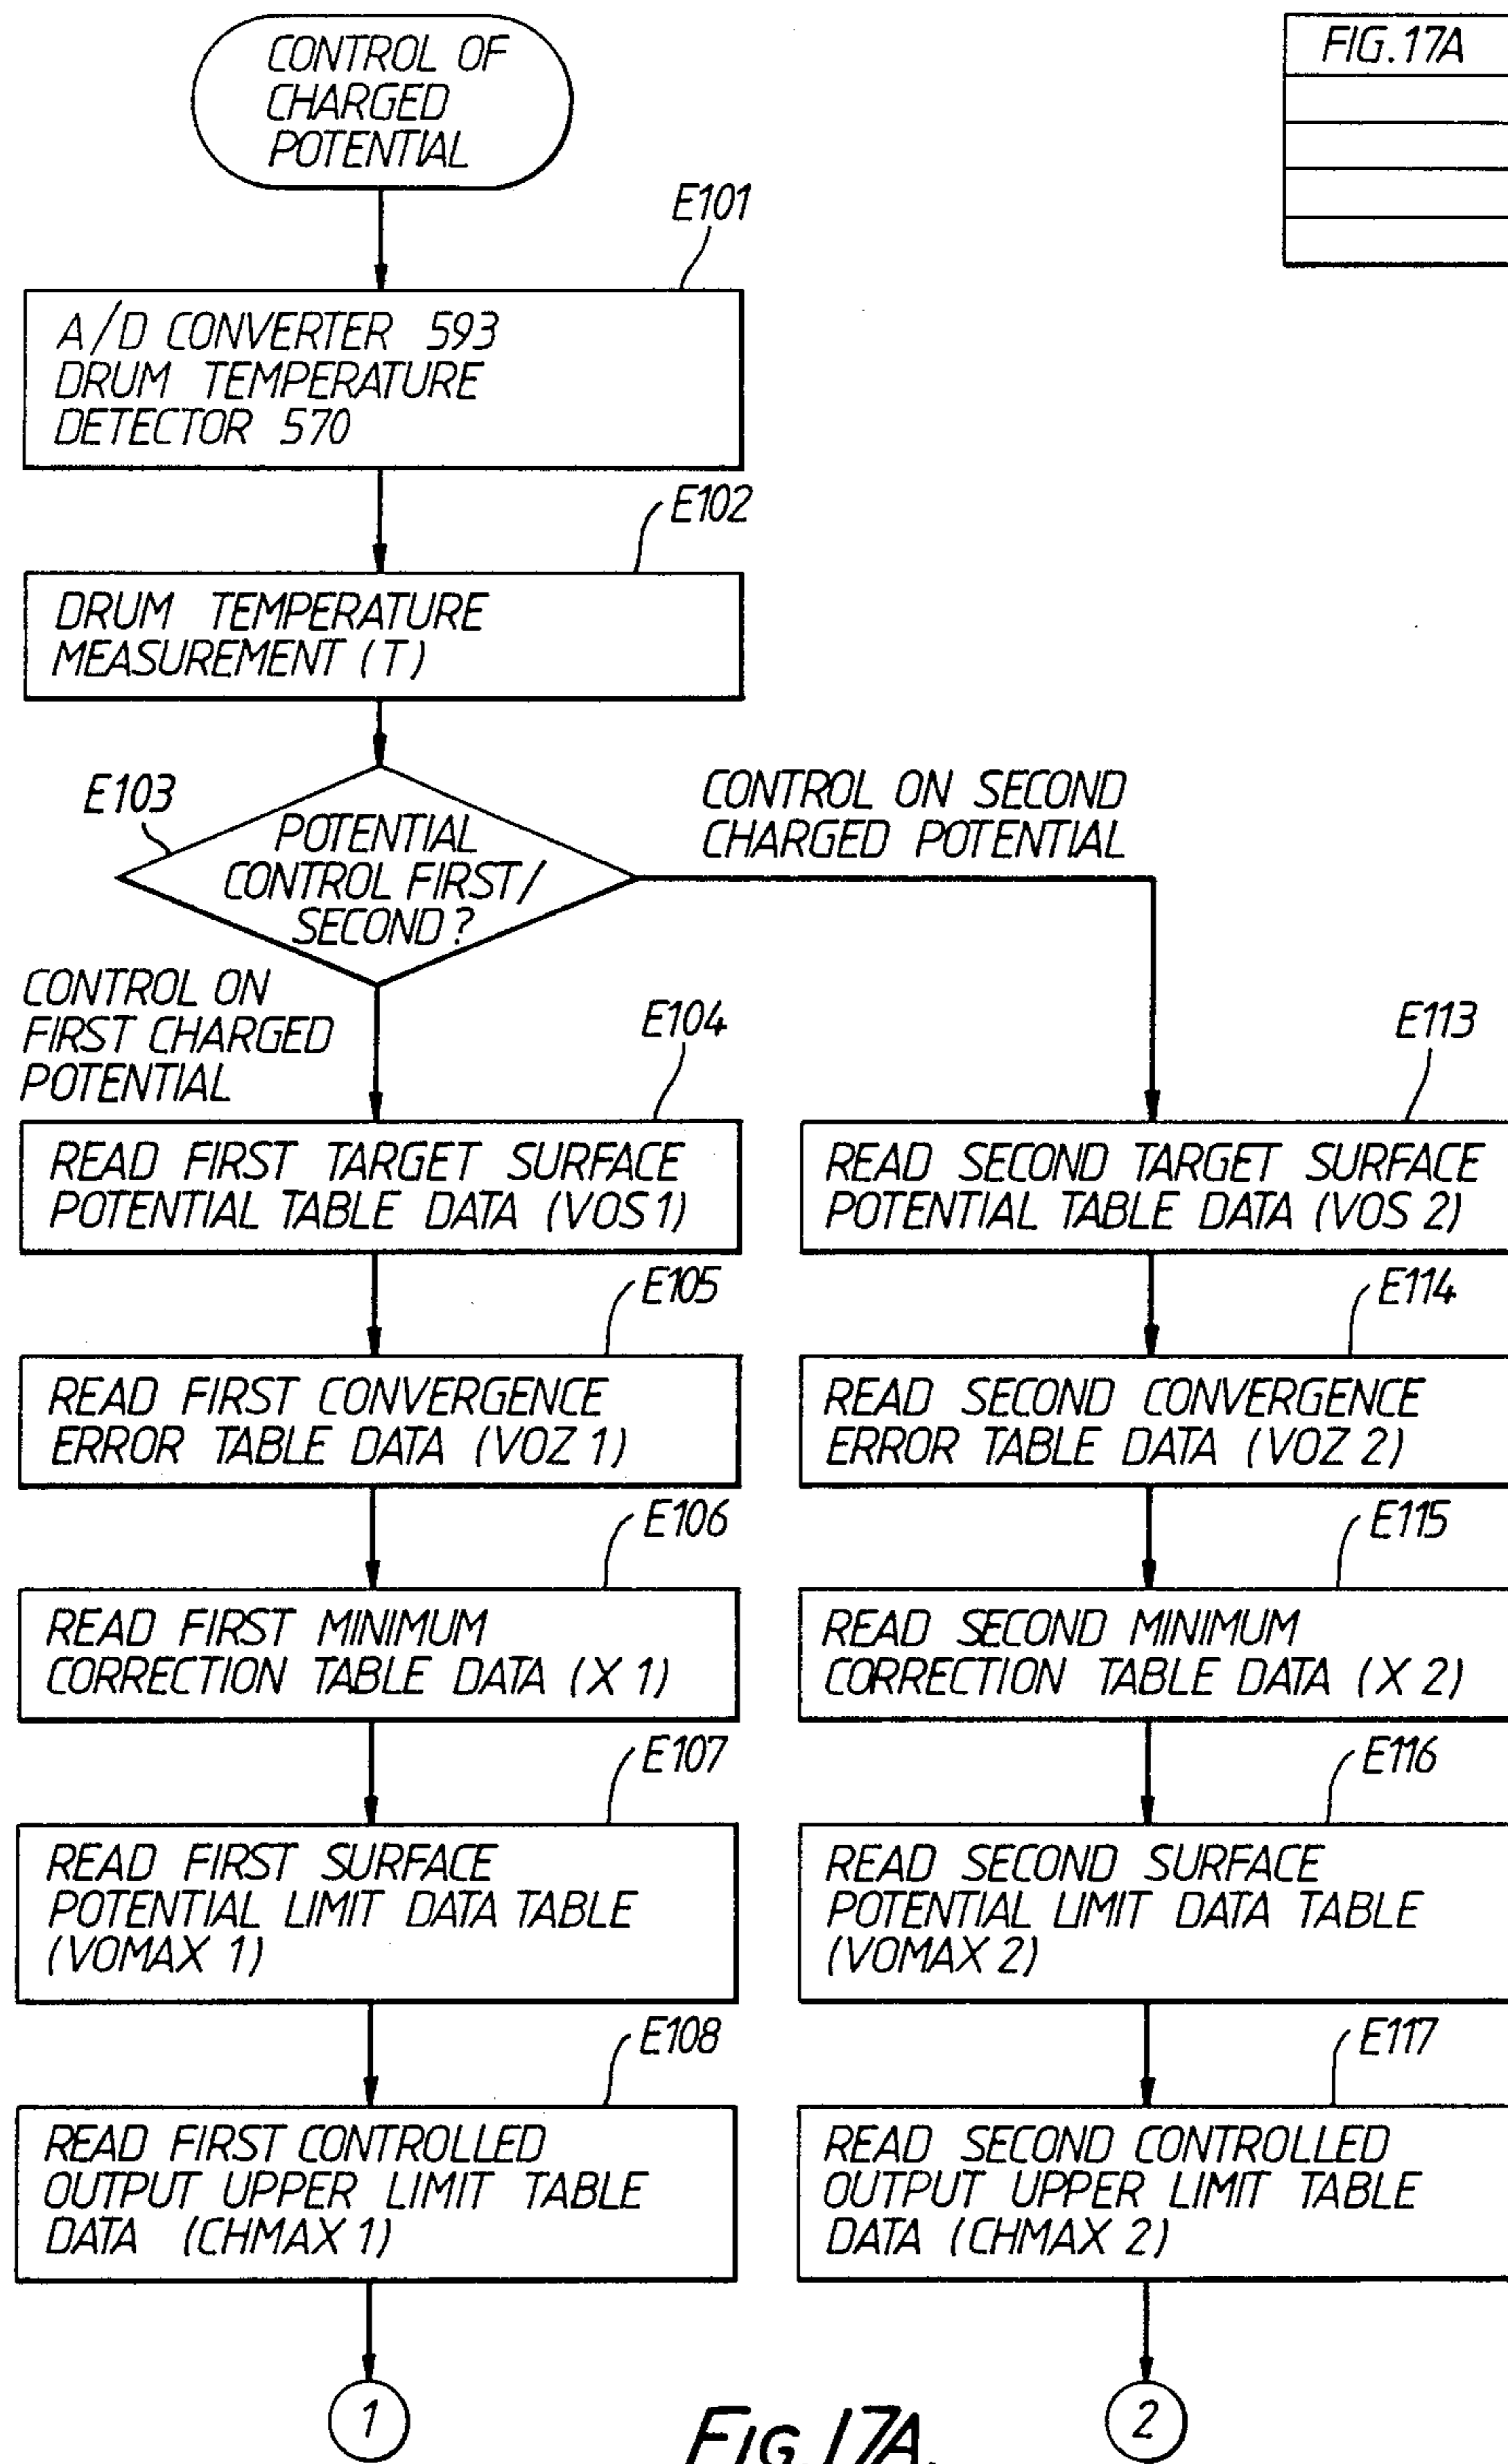 CONTROL OF
CHARGED
POTENTIAL
FIG.17A
E101
A/D CONVERTER 593
DRUM TEMPERATURE
DETECTOR 570
E102
DRUM TEMPERATURE
MEASUREMENT (T)
E103
POTENTIAL
CONTROL FIRST/
SECOND?
CONTROL ON SECOND
CHARGED POTENTIAL
CONTROL ON
FIRST CHARGED
POTENTIAL
E104
READ FIRST TARGET SURFACE
POTENTIAL TABLE DATA (VOS 1)
E105
READ FIRST CONVERGENCE
ERROR TABLE DATA (VOZ 1)
E106
READ FIRST MINIMUM
CORRECTION TABLE DATA (X 1)
E107
READ FIRST SURFACE
POTENTIAL LIMIT DATA TABLE
(VOMAX 1)
E108
READ FIRST CONTROLLED
OUTPUT UPPER LIMIT TABLE
DATA (CHMAX 1)
1
E113
READ SECOND TARGET SURFACE
POTENTIAL TABLE DATA (VOS 2)
E114
READ SECOND CONVERGENCE
ERROR TABLE DATA (VOZ 2)
E115
READ SECOND MINIMUM
CORRECTION TABLE DATA (X 2)
E116
READ SECOND SURFACE
POTENTIAL LIMIT DATA TABLE
(VOMAX 2)
E117
READ SECOND CONTROLLED
OUTPUT UPPER LIMIT TABLE
DATA (CHMAX 2)
2
FIG.17A.